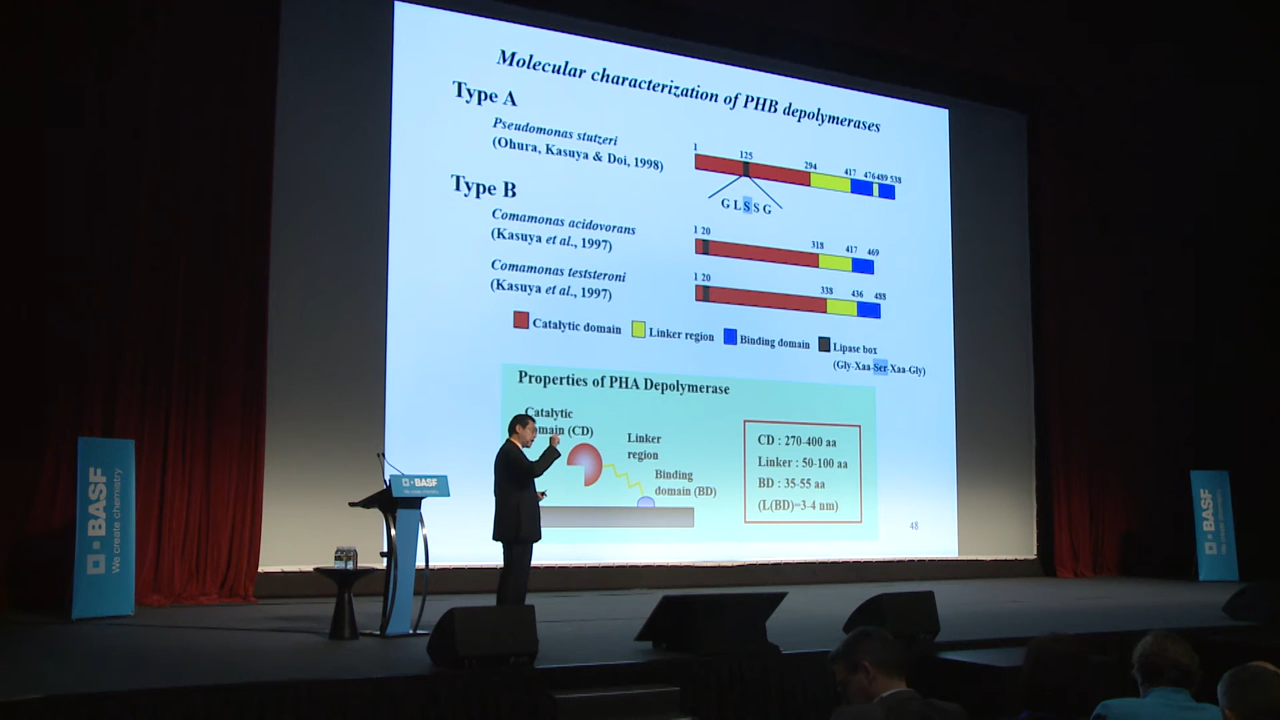 Molecular characterization of PHB depolymerases
Type A
Pseudomonas stutzeri
(Ohura, Kasuya & Doi, 1998)
1 125 294 417 476 489 538
G L S S G
Type B
Comamonas acidovorans
(Kasuya et al., 1997)
1 20 318 417 469
Comamonas teststeroni
(Kasuya et al., 1997)
1 20 338 436 488
Catalytic domain
Linker region
Binding domain
Lipase box
(Gly-Xaa-Ser-Xaa-Gly)
Properties of PHA Depolymerase
Catalytic
(CD)
Linker
region
Binding
domain (BD)
CD : 270-400 aa
Linker : 50-100 aa
BD : 35-55 aa
(L(BD)=3-4 nm)
48
BASF
We create chemistry
BASF
BASF
We create chemistry